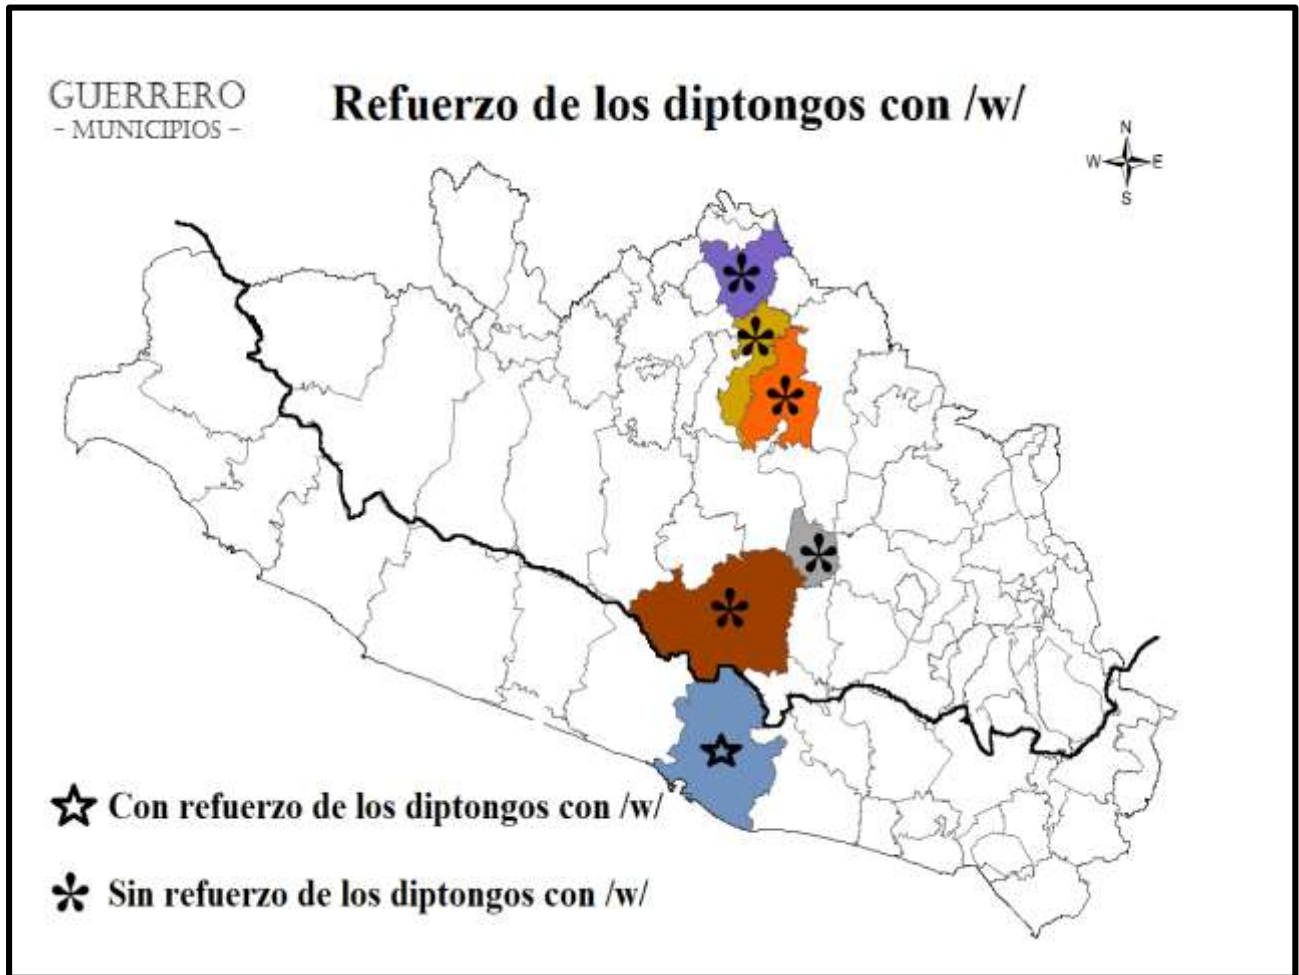 GUERRERO
- MUNICIPIOS -
Refuerzo de los diptongos con /w/
N
W E
S
Con refuerzo de los diptongos con /w/
Sin refuerzo de los diptongos con /w/